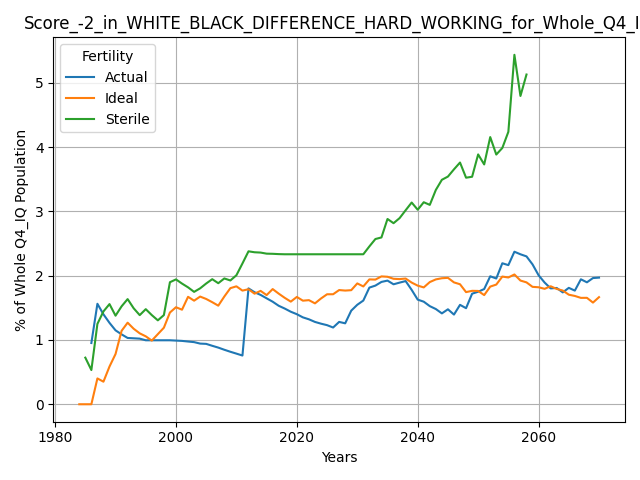 Score_-2_in_WHITE_BLACK_DIFFERENCE_HARD_WORKING_for_Whole_Q4_I
Fertility
Actual
Ideal
Sterile
% of Whole Q4_IQ Population
5
4
3
2
1
0
1980 2000 2020 2040 2060
Years